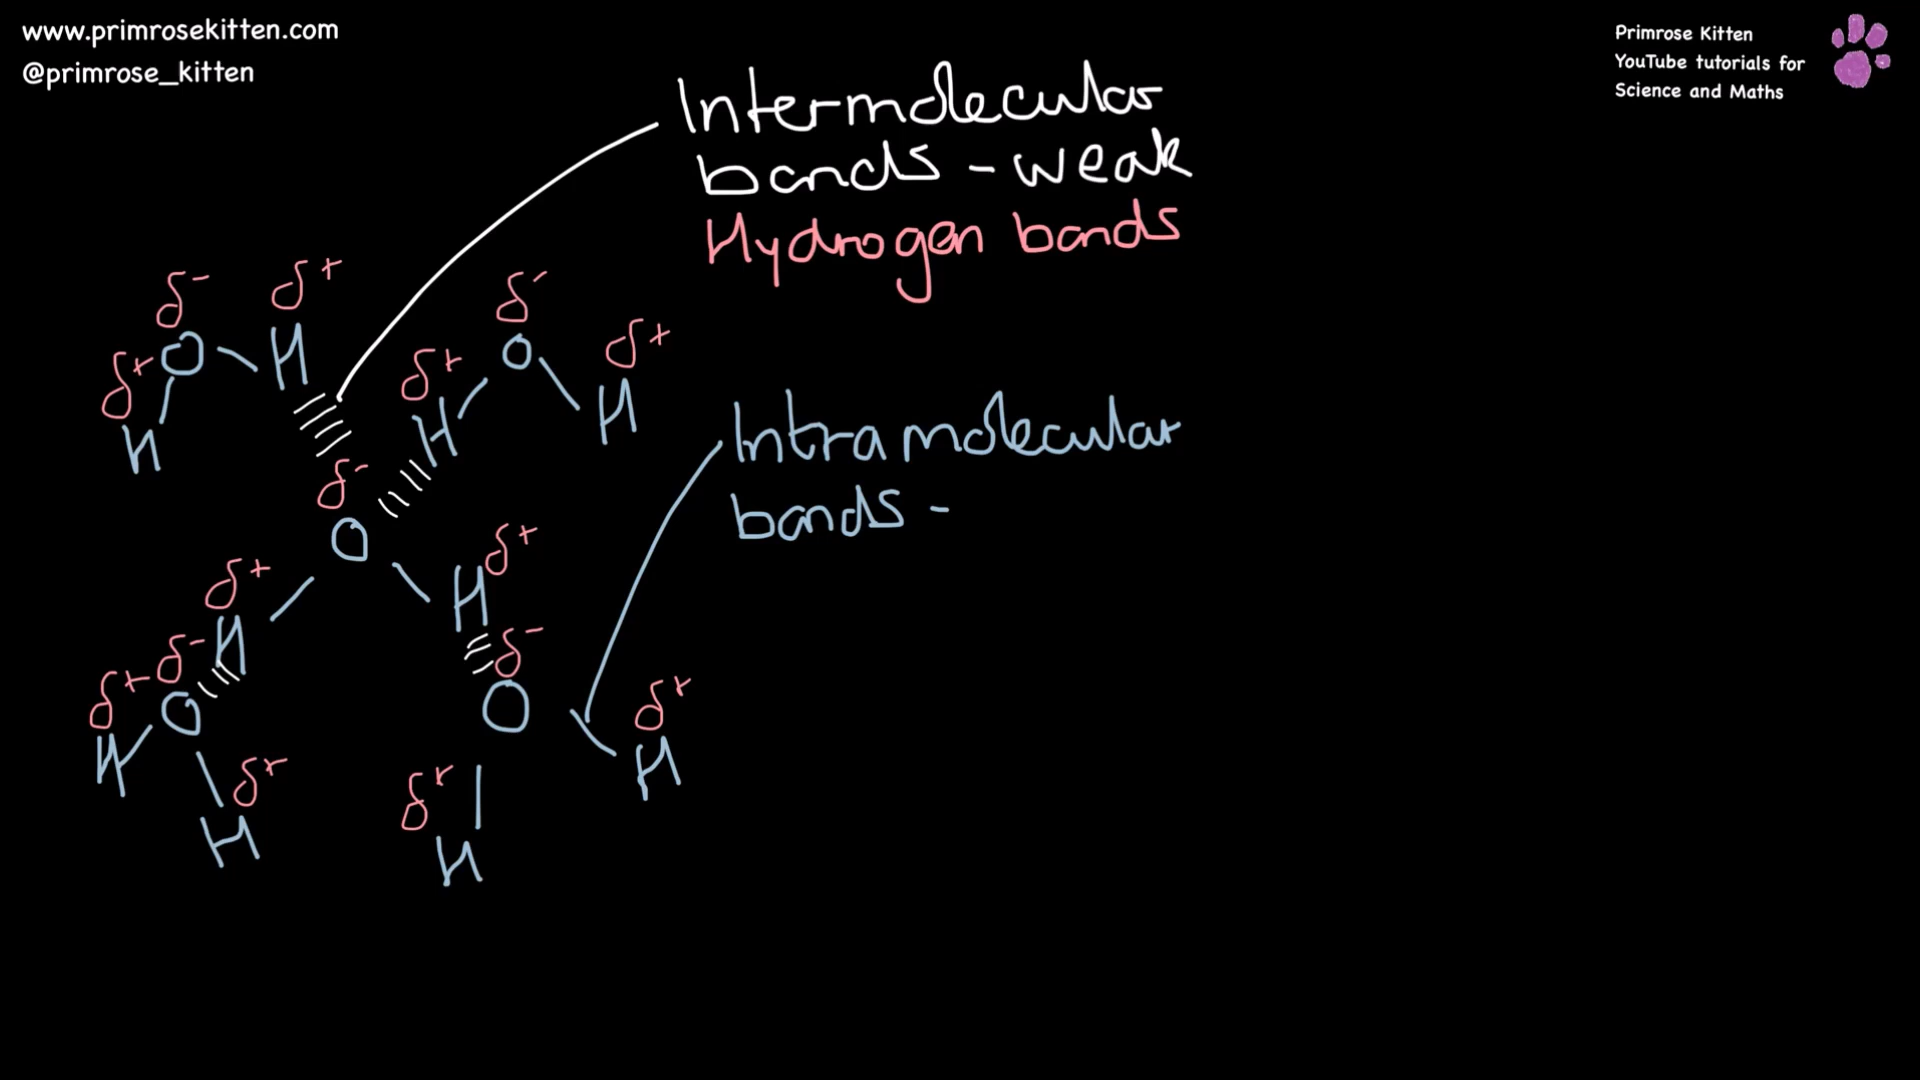 www.primrosekitten.com
@primrose_kitten
Primrose Kitten
YouTube tutorials for
Science and Maths
Intermolecular
bonds - weak
Hydrogen bonds
δ- δ+ δ-
δ+ O H δ+ O δ+
H H H
δ-
O δ+
δ+ H
δ- H δ-
δ+ O O δ+
H δ+ δ+ H
H H
Intramolecular
bonds -